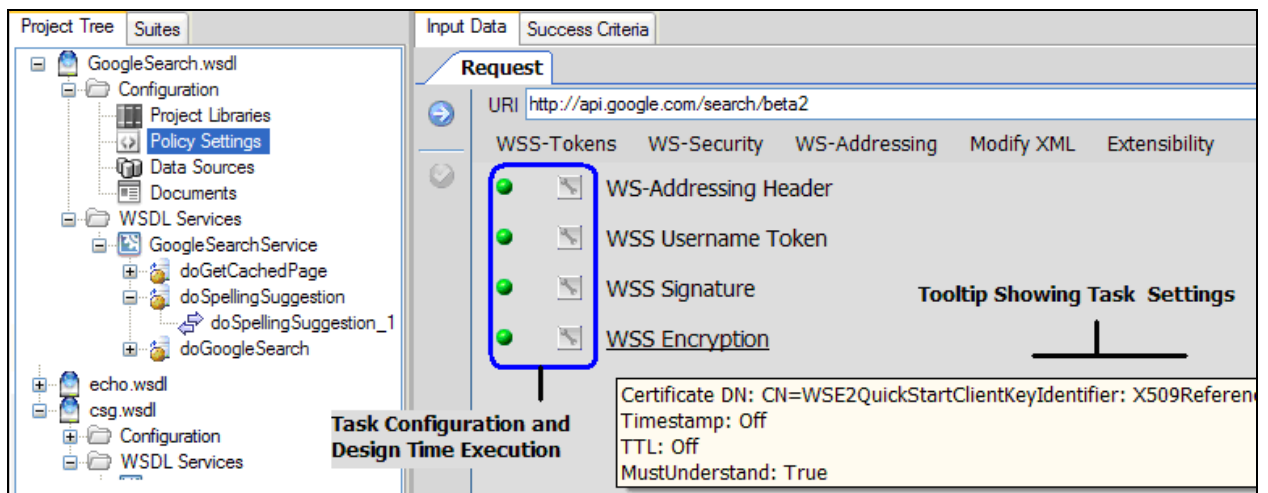 Project Tree Suites
GoogleSearch.wsdl
Configuration
Project Libraries
Policy Settings
Data Sources
Documents
WSDL Services
GoogleSearchService
doGetCachedPage
doSpellingSuggestion
doSpellingSuggestion_1
doGoogleSearch
echo.wsdl
csg.wsdl
Configuration
WSDL Services
Input Data Success Criteria
Request
URI http://api.google.com/search/beta2
WSS-Tokens WS-Security WS-Addressing Modify XML Extensibility
WS-Addressing Header
WSS Username Token
WSS Signature
WSS Encryption
Tooltip Showing Task Settings
Task Configuration and
Design Time Execution
Certificate DN: CN=WSE2QuickStartClientKeyIdentifier: X509Referen
Timestamp: Off
TTL: Off
MustUnderstand: True